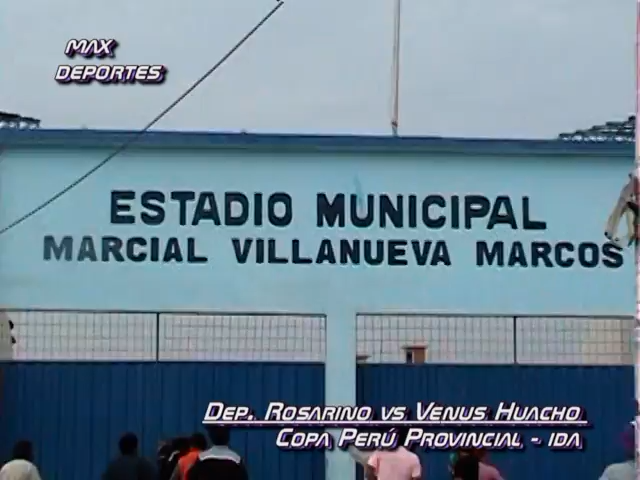 MAX
DEPORTES
ESTADIO MUNICIPAL
MARCIAL VILLANUEVA MARCOS
DEP. ROSARINO VS VENUS HUACHO
COPA PERÚ PROVINCIAL - IDA